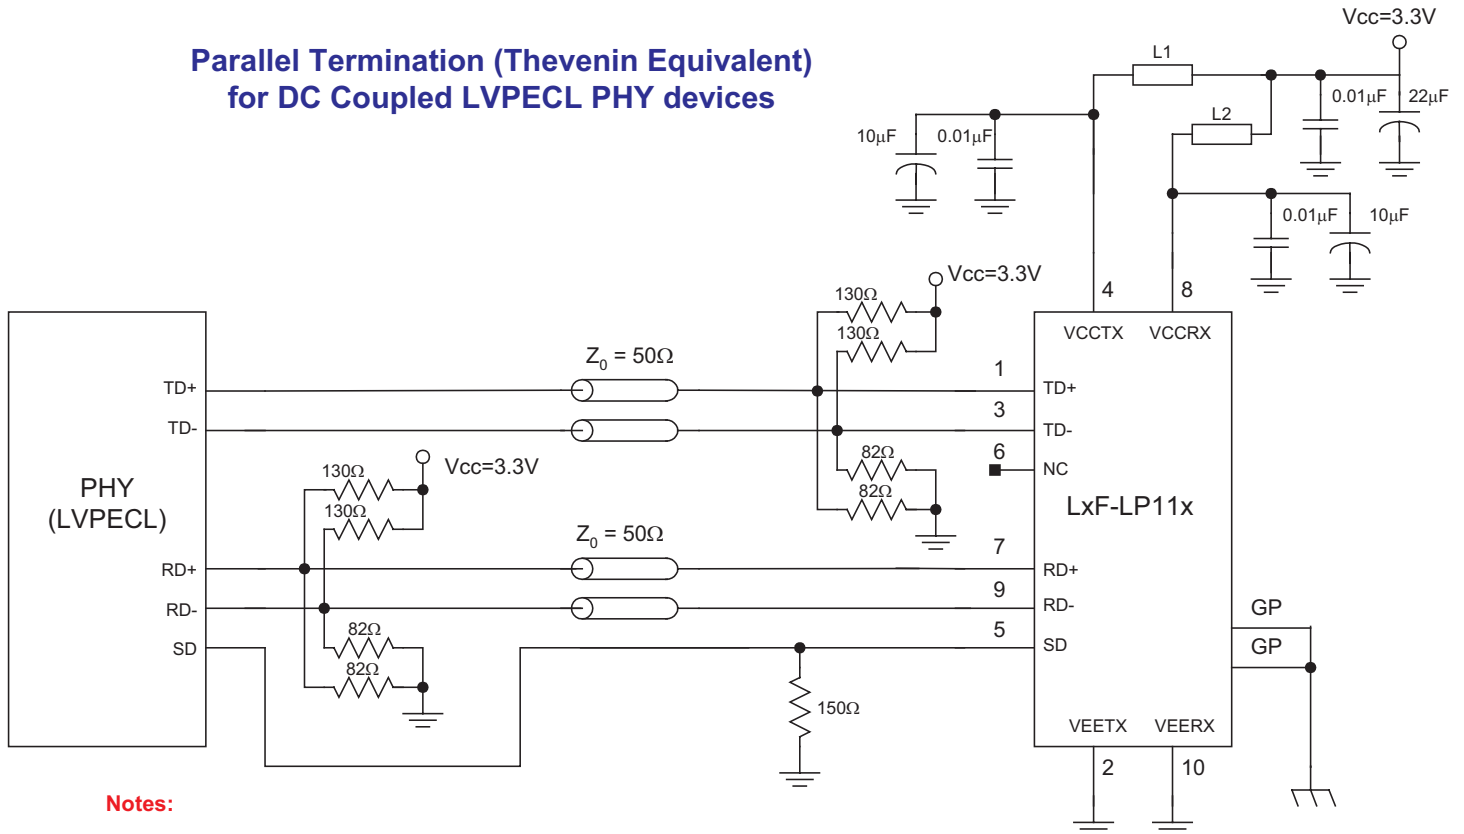 Parallel Termination (Thevenin Equivalent)
for DC Coupled LVPECL PHY devices
Vcc=3.3V
L1
0.01µF
22µF
L2
10µF
0.01µF
0.01µF
10µF
Vcc=3.3V
4
8
130Ω
130Ω
VCCTX
VCCRX
Z0 = 50Ω
TD+
1
TD+
TD-
3
TD-
82Ω
6
NC
82Ω
Vcc=3.3V
130Ω
130Ω
PHY
(LVPECL)
LxF-LP11x
Z0 = 50Ω
RD+
7
RD+
RD-
9
RD-
82Ω
82Ω
SD
5
SD
GP
GP
150Ω
VEETX
VEERX
2
10
Notes: